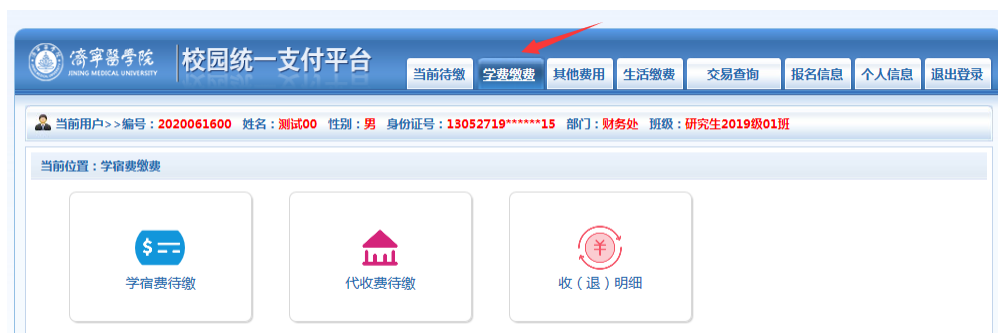 濟寧醫學院
JINING MEDICAL UNIVERSITY
校园统一支付平台
当前待缴 学费缴费 其他费用 生活缴费 交易查询 报名信息 个人信息 退出登录
当前用户>>编号：2020061600 姓名：测试00 性别：男 身份证号：13052719******15 部门：财务处 班级：研究生2019级01班
当前位置：学宿费缴费
$
¥
学宿费待缴 代收费待缴 收（退）明细